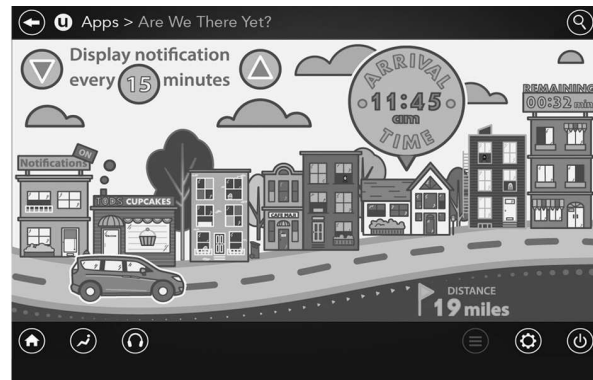 u Apps > Are We There Yet?
Display notification
every 15 minutes
ARRIVAL
11:45
am
TIME
REMAINING
00:32 min
Notifications ON
CUPCAKES
DISTANCE
19 miles